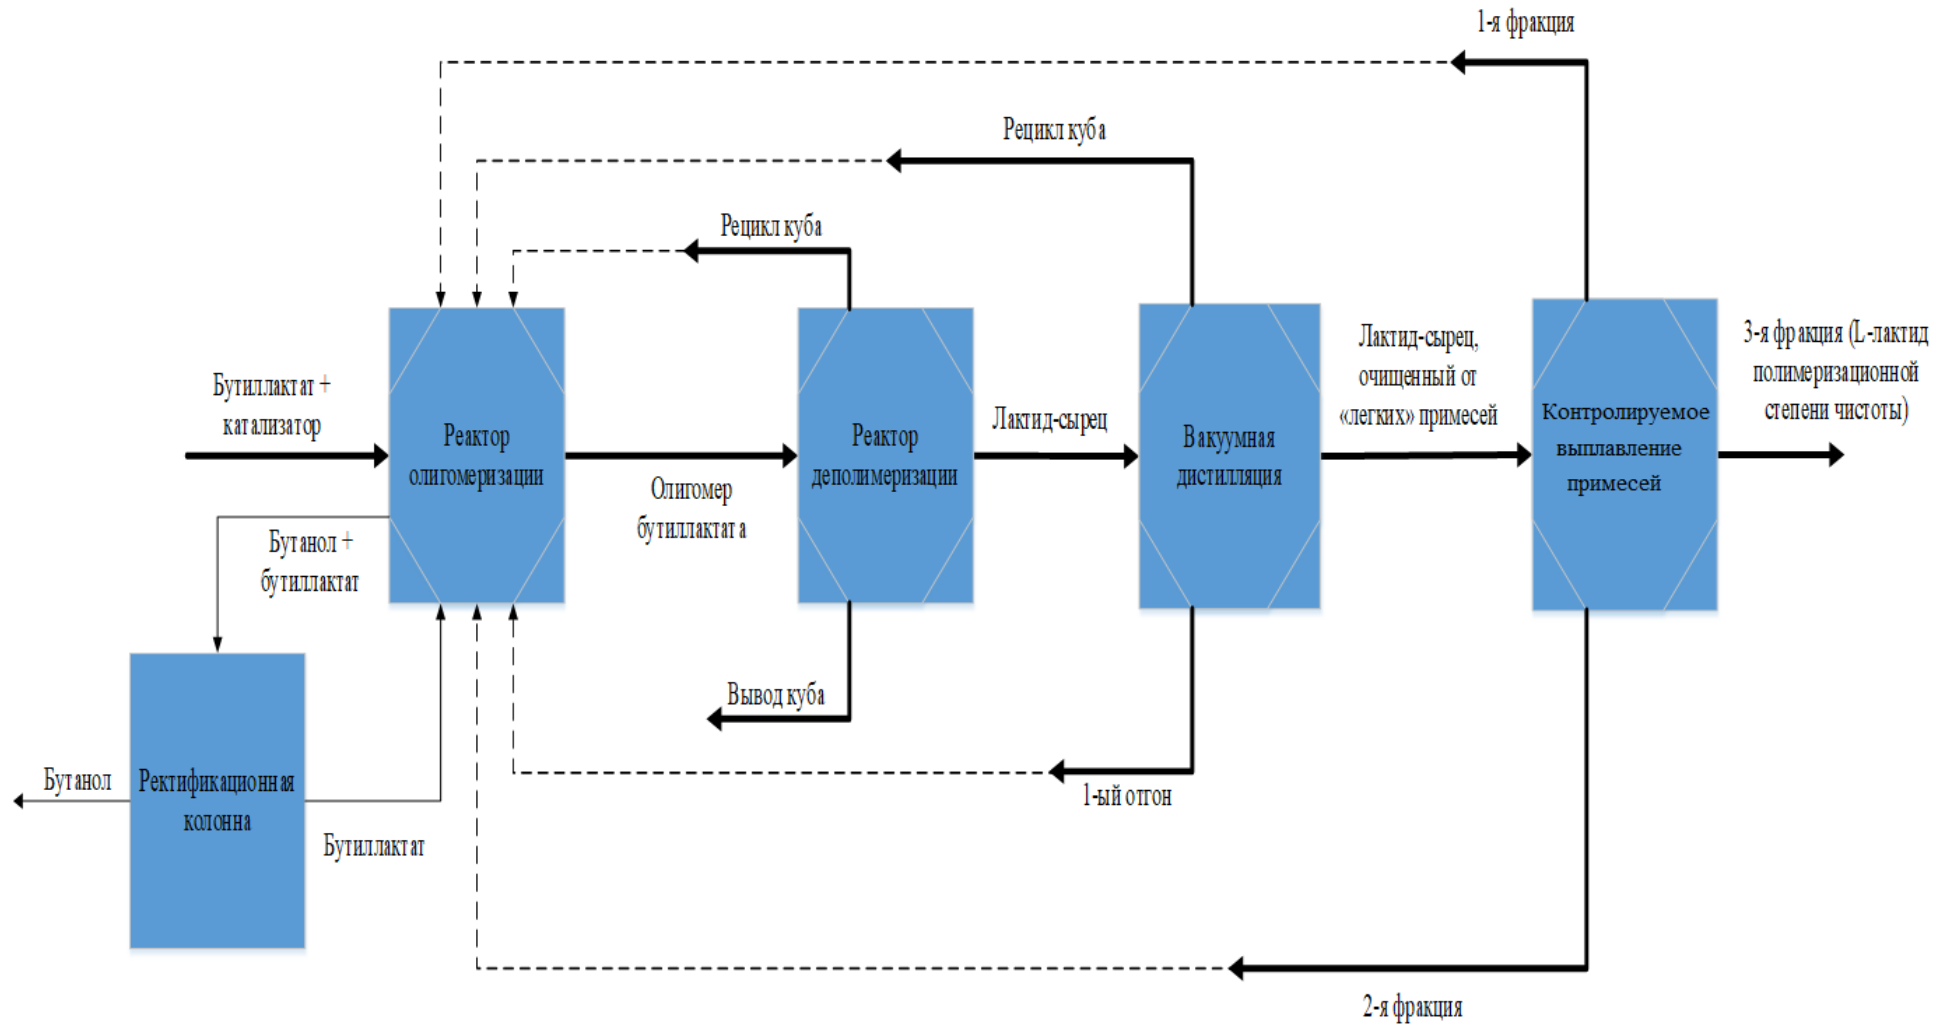 1-я фракция
Рецикл куба
Рецикл куба
Бутиллактат +
катализатор
Реактор
олигомеризации
Олигомер
бутиллактата
Реактор
деполимеризации
Лактид-сырец
Вакуумная
дистилляция
Лактид-сырец,
очищенный от
«легких» примесей
Контролируемое
выплавление
примесей
3-я фракция (L-лактид
полимеризационной
степени чистоты)
Бутанол +
бутиллактат
Вывод куба
1-ый отгон
Бутанол
Ректификационная
колонна
Бутиллактат
2-я фракция